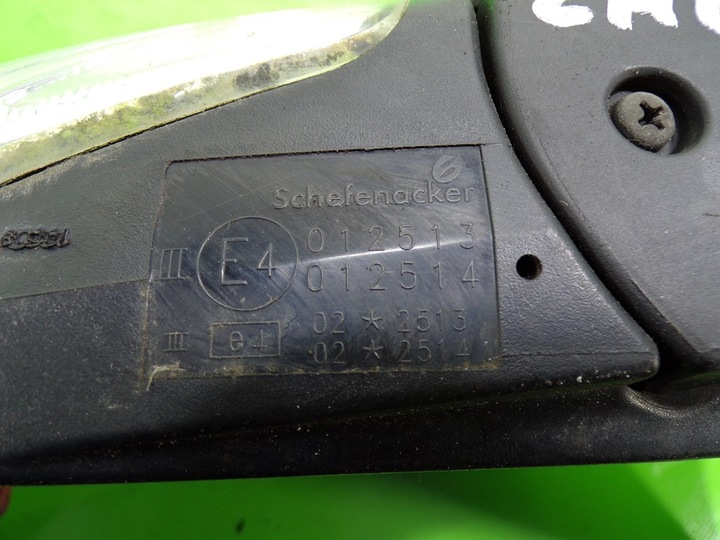 Schefenacker
III E4 012513
012514
III e4 02 * 2513
02 * 2514